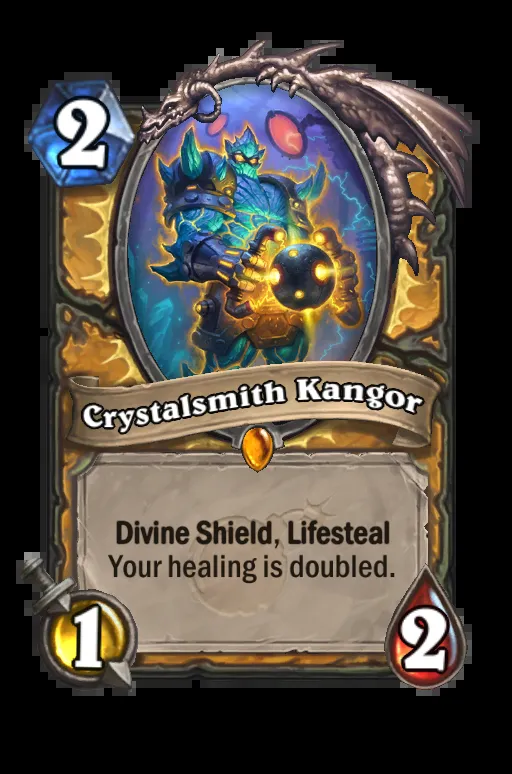 2
Crystalsmith Kangor
Divine Shield, Lifesteal
Your healing is doubled.
1
2